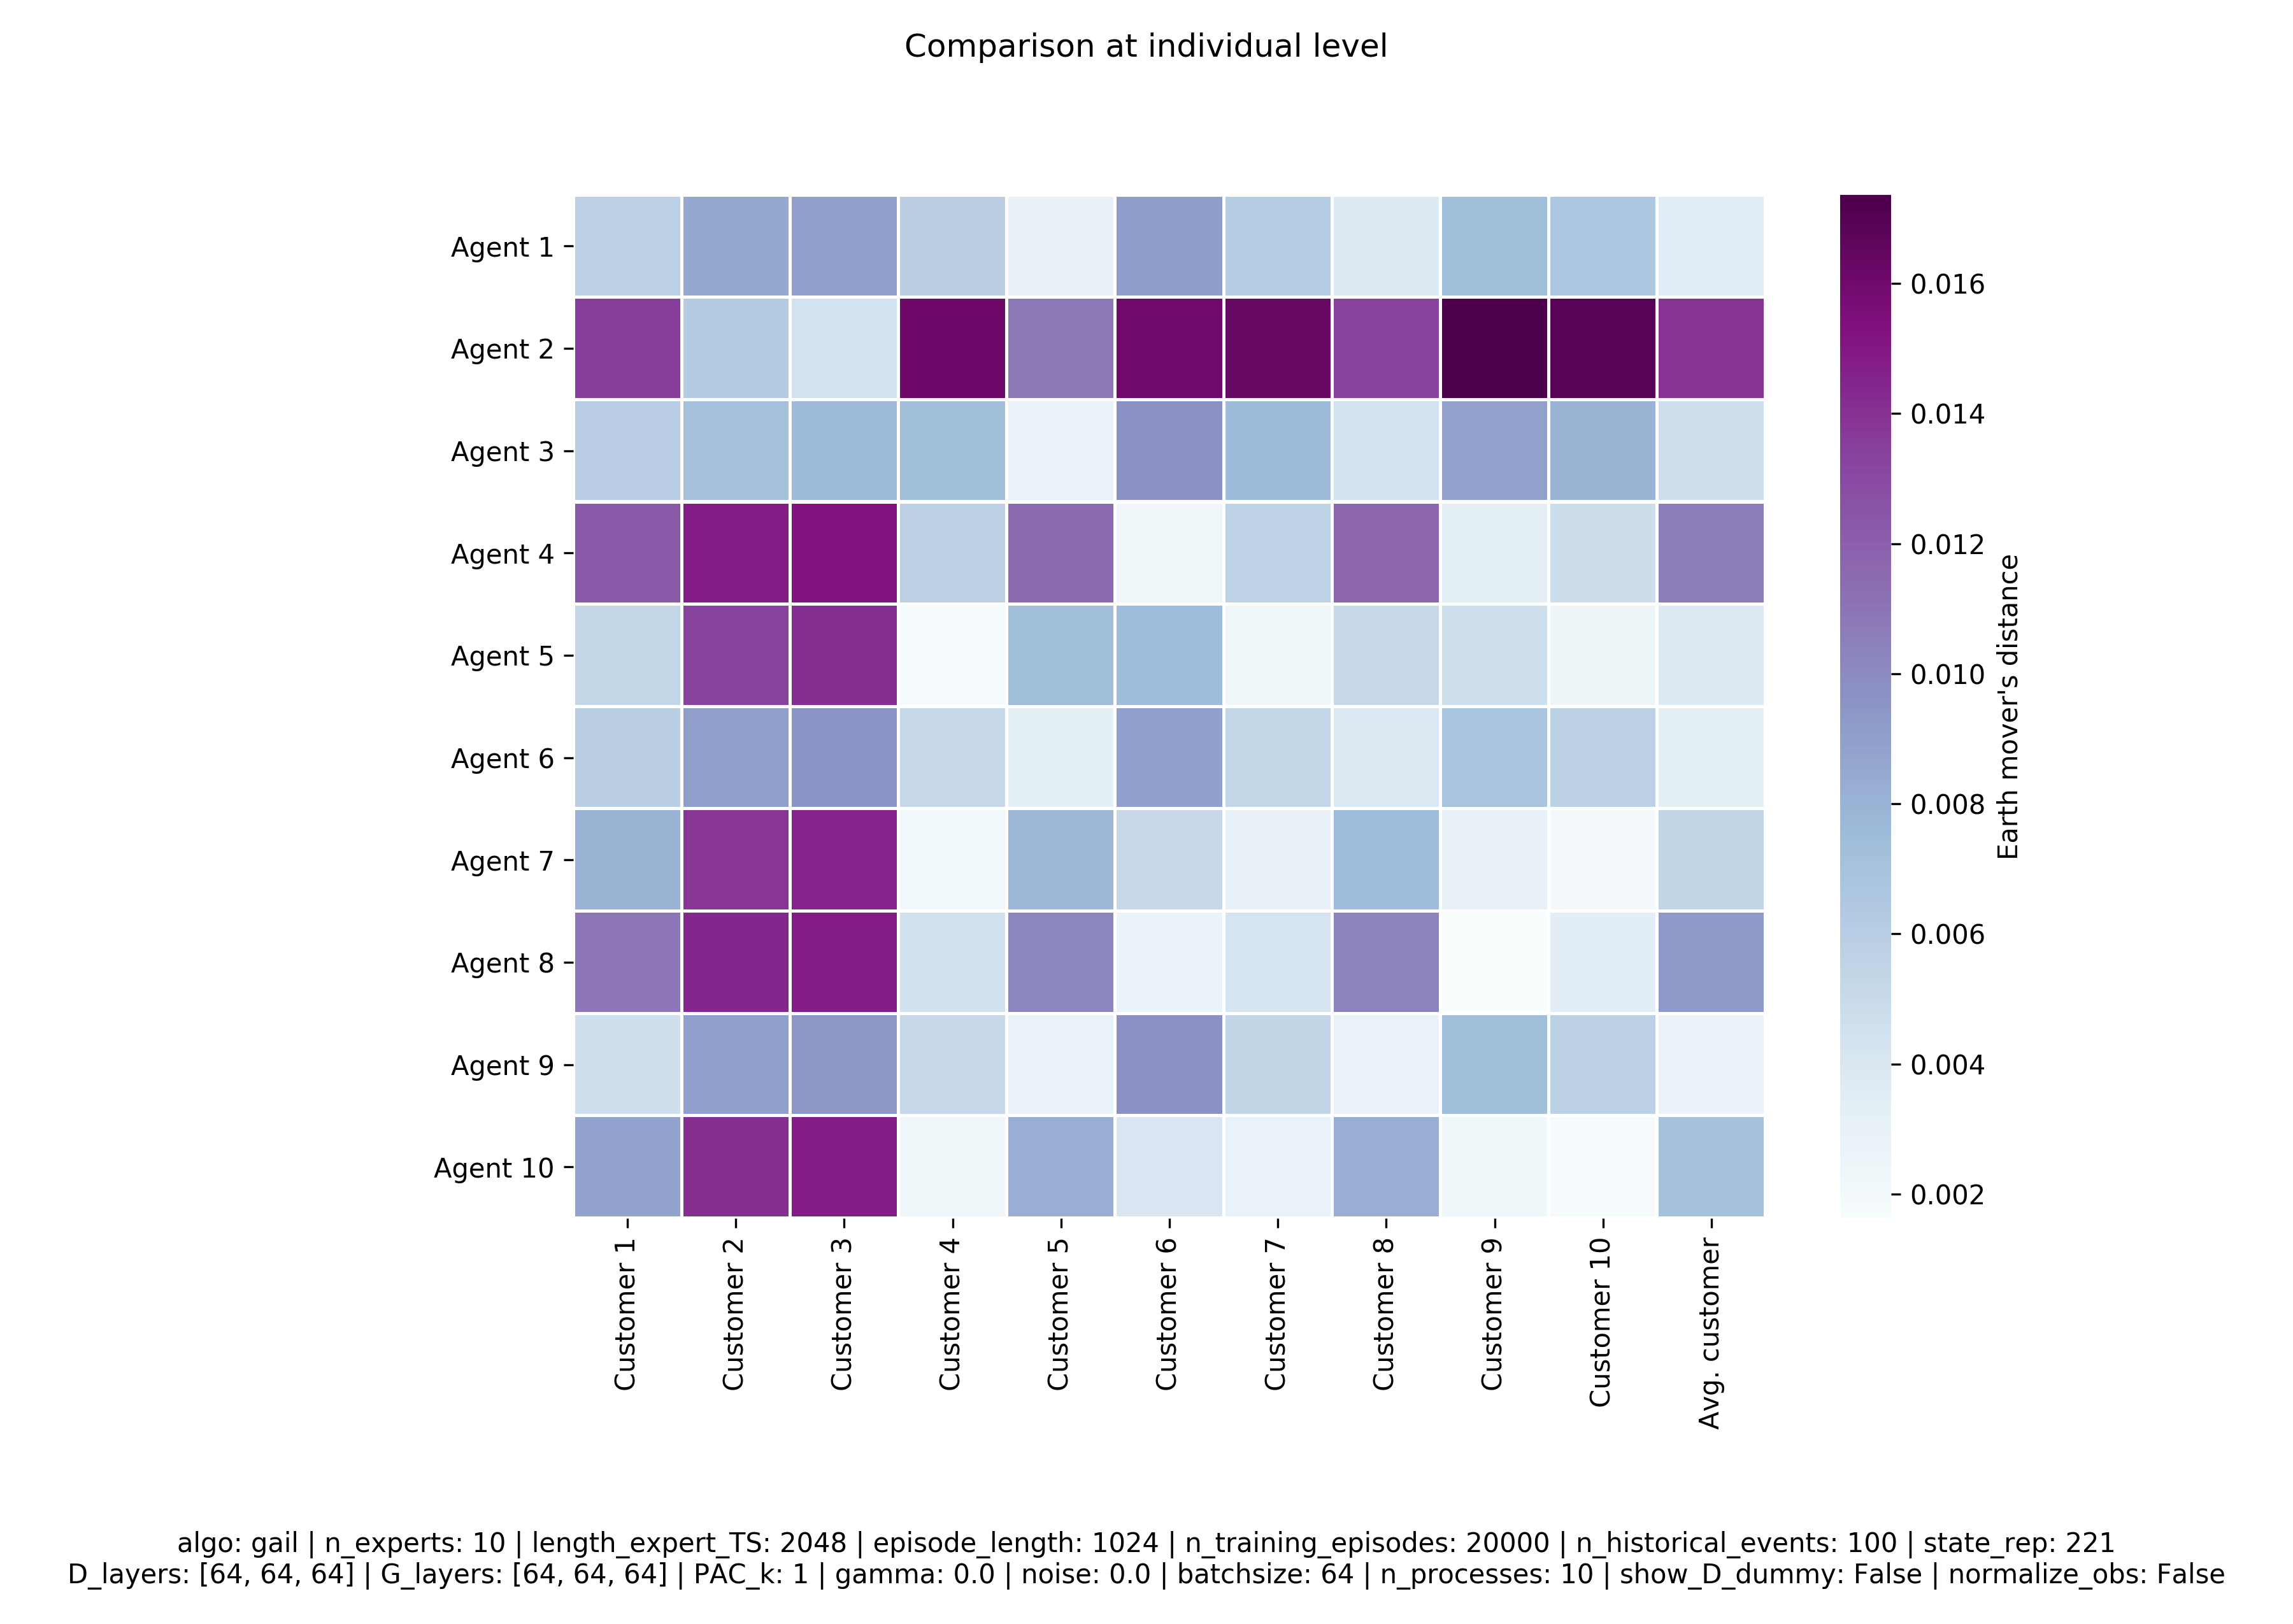 Comparison at individual level
Agent 1
Agent 2
Agent 3
Agent 4
Agent 5
Agent 6
Agent 7
Agent 8
Agent 9
Agent 10
Customer 1
Customer 2
Customer 3
Customer 4
Customer 5
Customer 6
Customer 7
Customer 8
Customer 9
Customer 10
Avg. customer
0.016
0.014
0.012
0.010
0.008
0.006
0.004
0.002
Earth mover's distance
algo: gail | n_experts: 10 | length_expert_TS: 2048 | episode_length: 1024 | n_training_episodes: 20000 | n_historical_events: 100 | state_rep: 221
D_layers: [64, 64, 64] | G_layers: [64, 64, 64] | PAC_k: 1 | gamma: 0.0 | noise: 0.0 | batchsize: 64 | n_processes: 10 | show_D_dummy: False | normalize_obs: False